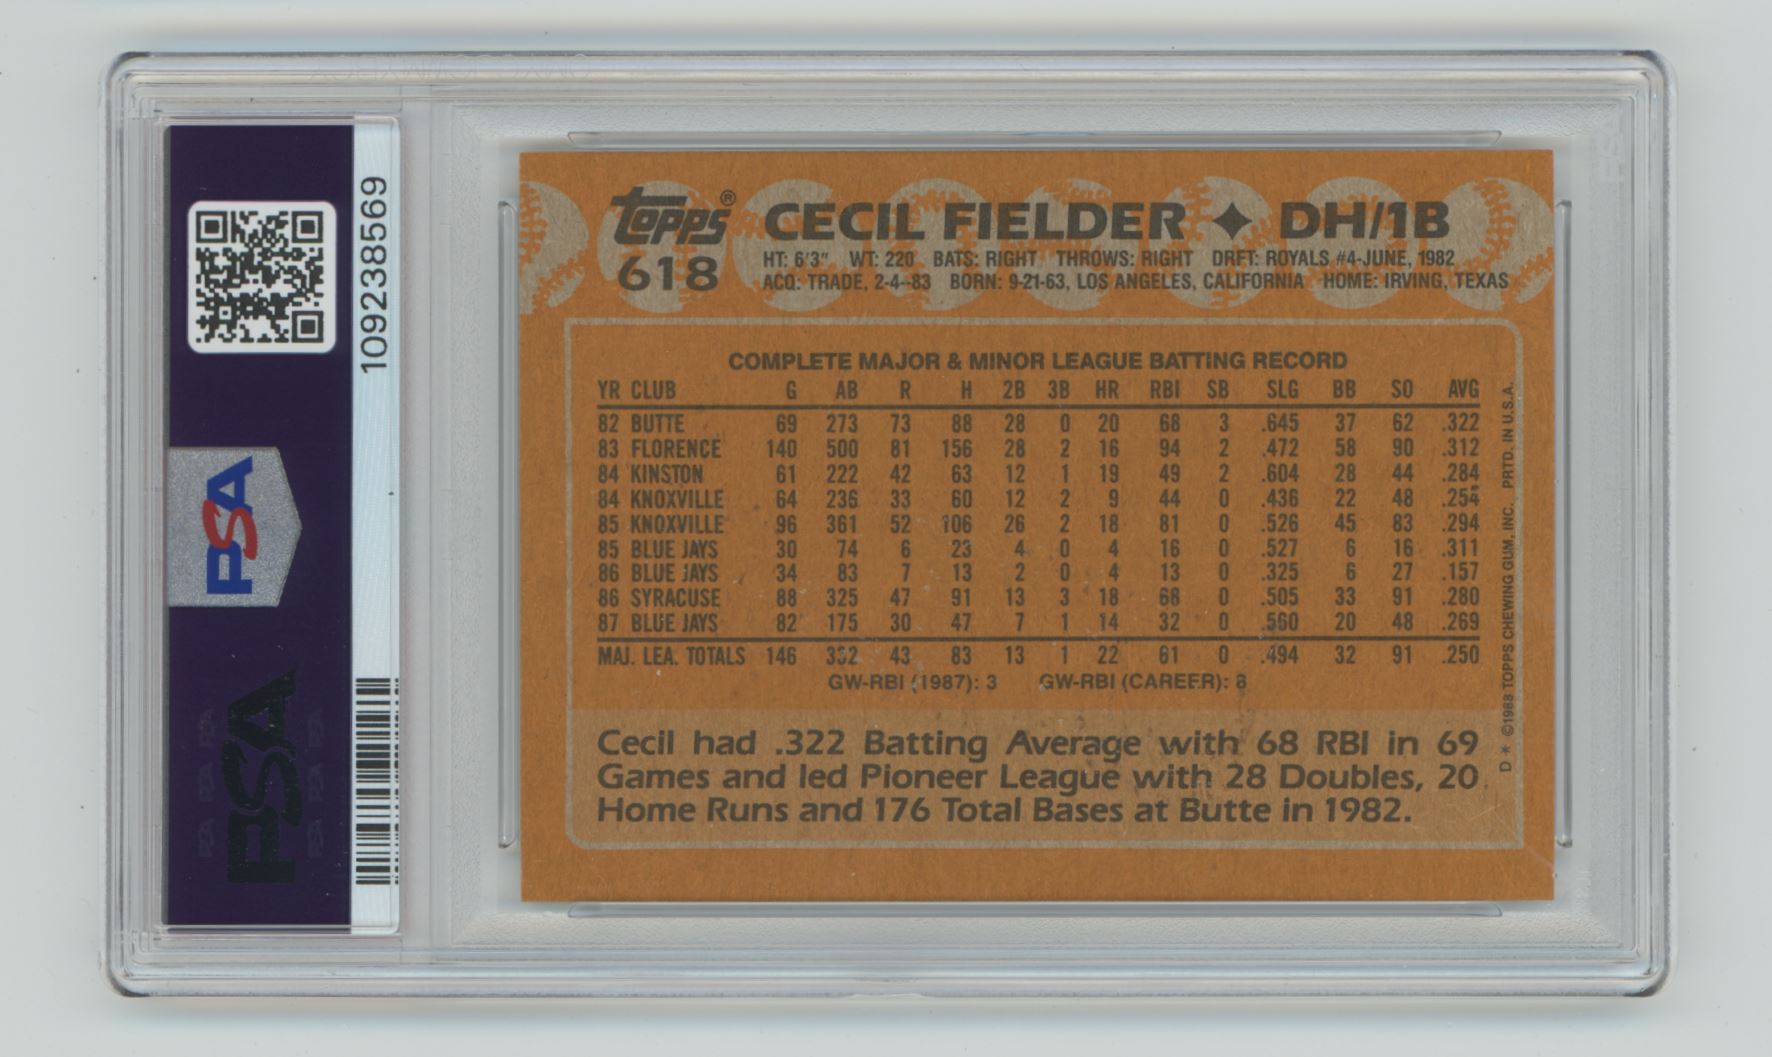 109238569
PSA
PSA
Topps®
618
CECIL FIELDER ✦ DH/1B
HT: 6'3" WT: 220 BATS: RIGHT THROWS: RIGHT DRFT: ROYALS #4-JUNE, 1982
ACQ: TRADE, 2-4--83 BORN: 9-21-63, LOS ANGELES, CALIFORNIA HOME: IRVING, TEXAS
COMPLETE MAJOR & MINOR LEAGUE BATTING RECORD
YR CLUB G AB R H 2B 3B HR RBI SB SLG BB SO AVG
82 BUTTE 69 273 73 88 28 0 20 68 3 .645 37 62 .322
83 FLORENCE 140 500 81 156 28 2 16 94 2 .472 58 90 .312
84 KINSTON 61 222 42 63 12 1 19 49 2 .604 28 44 .284
84 KNOXVILLE 64 236 33 60 12 2 9 44 0 .436 22 48 .254
85 KNOXVILLE 96 361 52 106 26 2 18 81 0 .526 45 83 .294
85 BLUE JAYS 30 74 6 23 4 0 4 16 0 .527 6 16 .311
86 BLUE JAYS 34 83 7 13 2 0 4 13 0 .325 6 27 .157
86 SYRACUSE 88 325 47 91 13 3 18 68 0 .505 33 91 .280
87 BLUE JAYS 82 175 30 47 7 1 14 32 0 .560 20 48 .269
MAJ. LEA. TOTALS 146 332 43 83 13 1 22 61 0 .494 32 91 .250
GW-RBI (1987): 3 GW-RBI (CAREER): 8
Cecil had .322 Batting Average with 68 RBI in 69
Games and led Pioneer League with 28 Doubles, 20
Home Runs and 176 Total Bases at Butte in 1982.
D* ©1988 TOPPS CHEWING GUM, INC. PRTD. IN U.S.A.